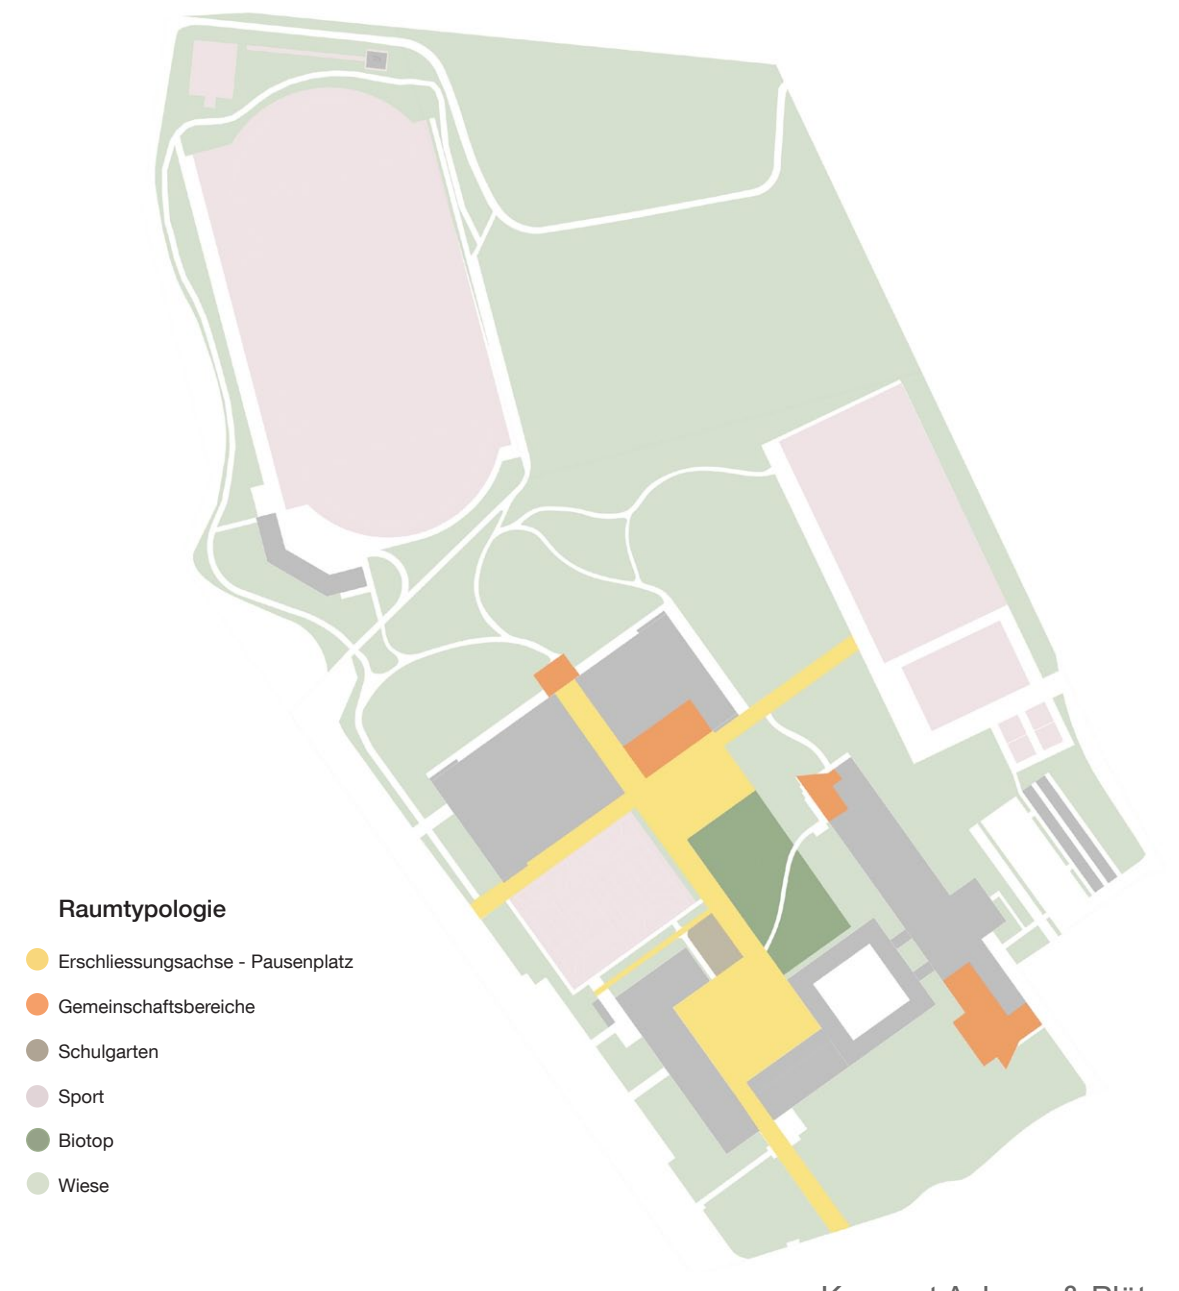 Raumtypologie
Erschliessungsachse - Pausenplatz
Gemeinschaftsbereiche
Schulgarten
Sport
Biotop
Wiese